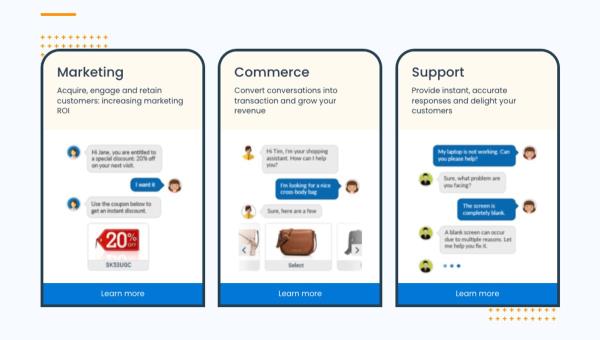 Marketing
Acquire, engage and retain
customers: increasing marketing
ROI
Hi Jane, you are entitled to
a special discount: 20% off
on your next visit.
I want it
Use the coupon below to
get an instant discount.
20%
OFF
SK53UGC
Learn more
Commerce
Convert conversations into
transaction and grow your
revenue
Hi Tim, I'm your shopping
assistant. How can I help
you?
I'm looking for a nice
cross-body bag
Sure, here are a few
Select
Learn more
Support
Provide instant, accurate
responses and delight your
customers
My laptop is not working. Can
you please help?
Sure, what problem are
you facing?
The screen is
completely blank.
A blank screen can occur
due to multiple reasons. Let
me help you fix it.
Learn more